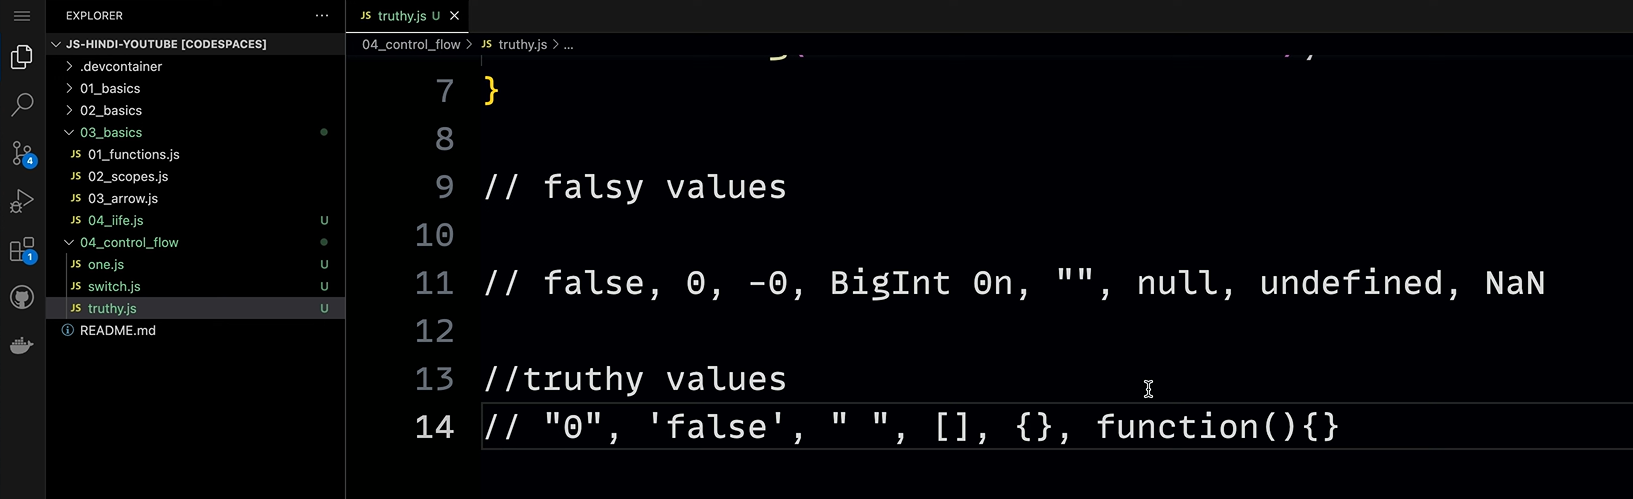 EXPLORER ...
JS-HINDI-YOUTUBE [CODESPACES]
.devcontainer
01_basics
02_basics
03_basics
JS 01_functions.js
JS 02_scopes.js
JS 03_arrow.js
JS 04_iife.js U
04_control_flow
JS one.js U
JS switch.js U
JS truthy.js U
README.md
4
1
JS truthy.js U
04_control_flow > JS truthy.js > ...
7 }
8
9 // falsy values
10
11 // false, 0, -0, BigInt 0n, "", null, undefined, NaN
12
13 //truthy values
14 // "0", 'false', " ", [], {}, function(){}